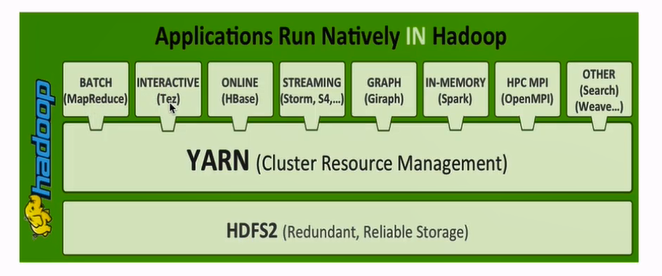 Applications Run Natively IN Hadoop
BATCH
(MapReduce)
INTERACTIVE
(Tez)
ONLINE
(HBase)
STREAMING
(Storm, S4,...)
GRAPH
(Giraph)
IN-MEMORY
(Spark)
HPC MPI
(OpenMPI)
OTHER
(Search)
(Weave...)
hadoop
YARN (Cluster Resource Management)
HDFS2 (Redundant, Reliable Storage)